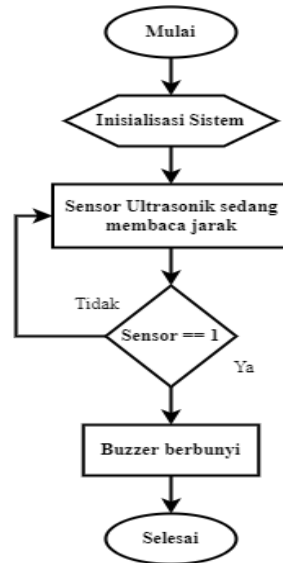 Mulai
Inisialisasi Sistem
Sensor Ultrasonik sedang
membaca jarak
Tidak
Sensor == 1
Ya
Buzzer berbunyi
Selesai